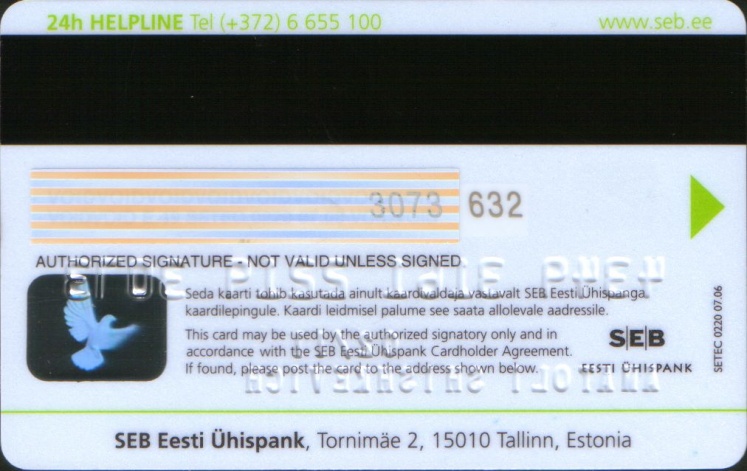 24h HELPLINE Tel (+372) 6 655 100
www.seb.ee
3073 632
AUTHORIZED SIGNATURE - NOT VALID UNLESS SIGNED
Seda kaarti tohib kasutada ainult kaardivaldaja vastavalt SEB Eesti Ühispanga
kaardilepingule. Kaardi leidmisel palume see saata allolevale aadressile.
This card may be used by the authorized signatory only and in
accordance with the SEB Eesti Ühispank Cardholder Agreement.
If found, please post the card to the address shown below.
SEB
EESTI ÜHISPANK
SETEC 0220 07.06
SEB Eesti Ühispank, Tornimäe 2, 15010 Tallinn, Estonia